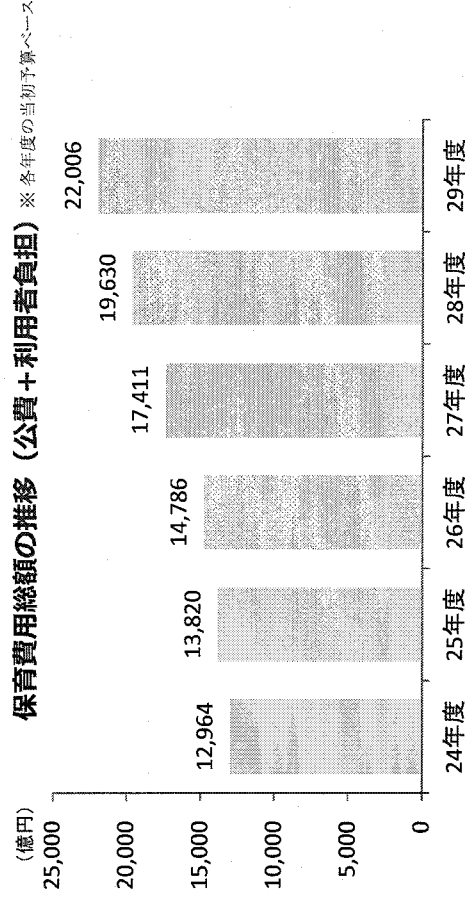 保育費用総額の推移（公費＋利用者負担）※ 各年度の当初予算ベース
（億円）
25,000
20,000
15,000
10,000
5,000
0
12,964
13,820
14,786
17,411
19,630
22,006
24年度
25年度
26年度
27年度
28年度
29年度